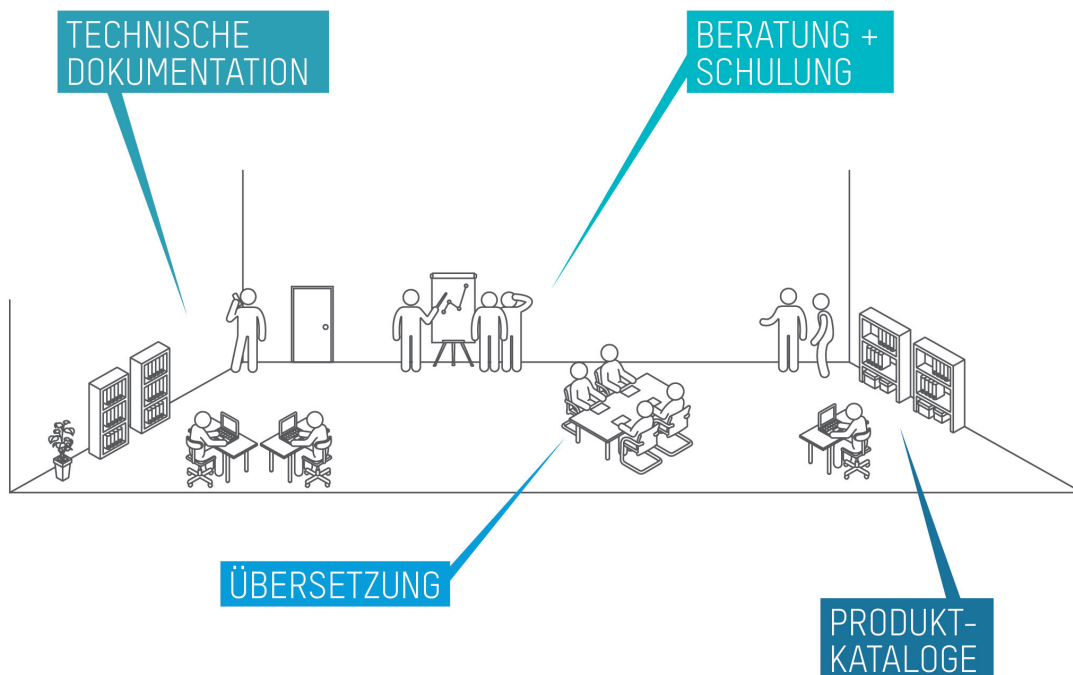 TECHNISCHE
DOKUMENTATION
BERATUNG +
SCHULUNG
ÜBERSETZUNG
PRODUKT-
KATALOGE